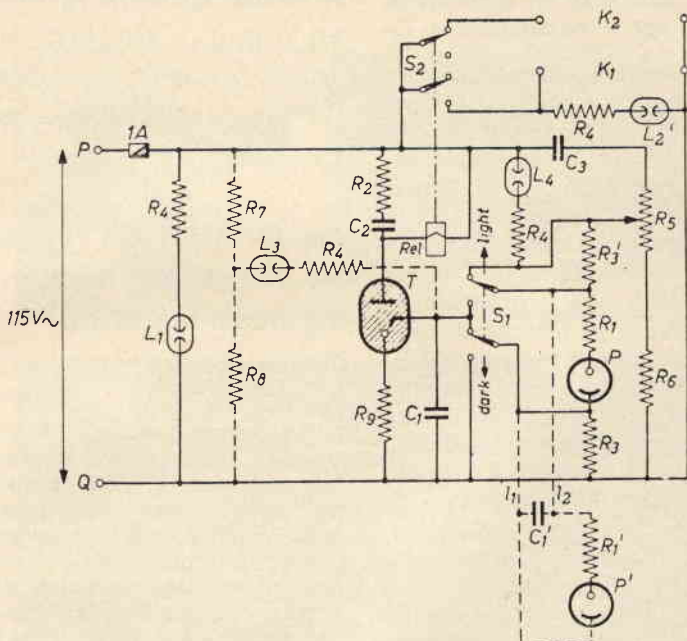 K2
S2
K1
R4
L2'
P
1A
C3
R4
R7
R2
L4
C2
R5
Rel
light
R4
R3'
L3
R4
T
S1
R1
115V~
L1
P
R8
dark
R6
R9
C1
R3
Q
l1
l2
C1'
R1'
P'